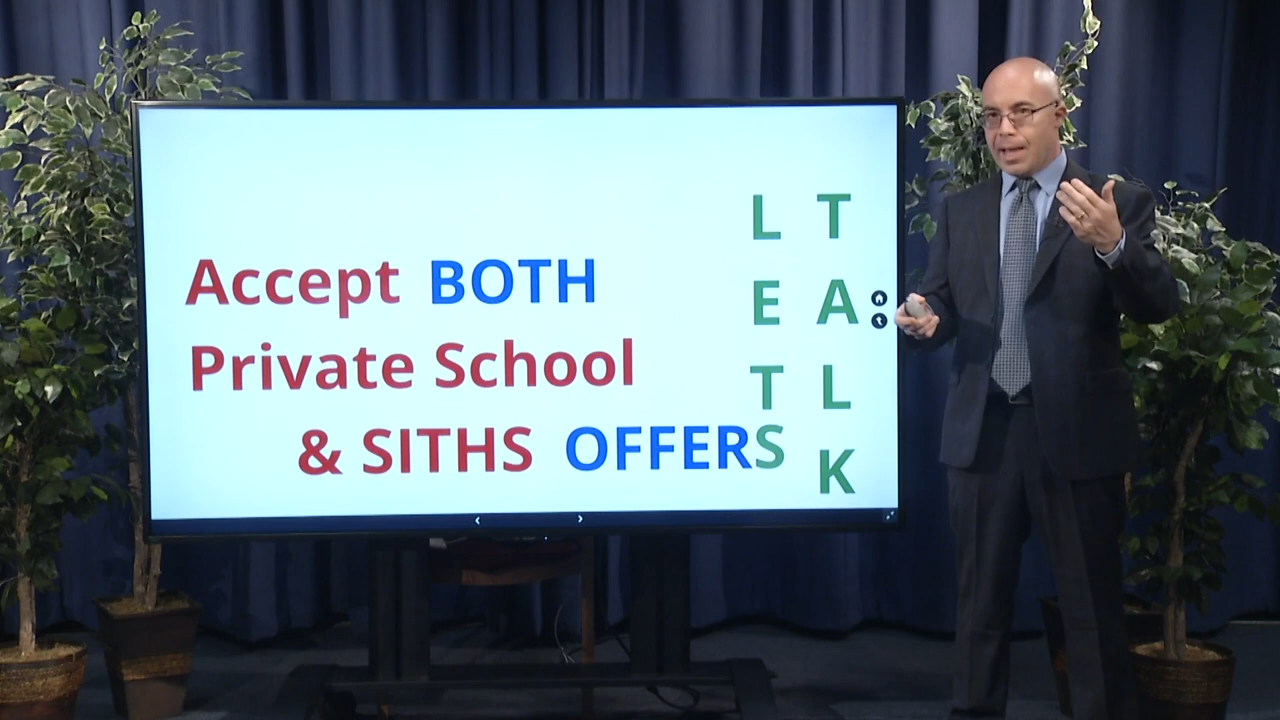 Accept BOTH
Private School
& SITHS OFFERS
LETS
TALK